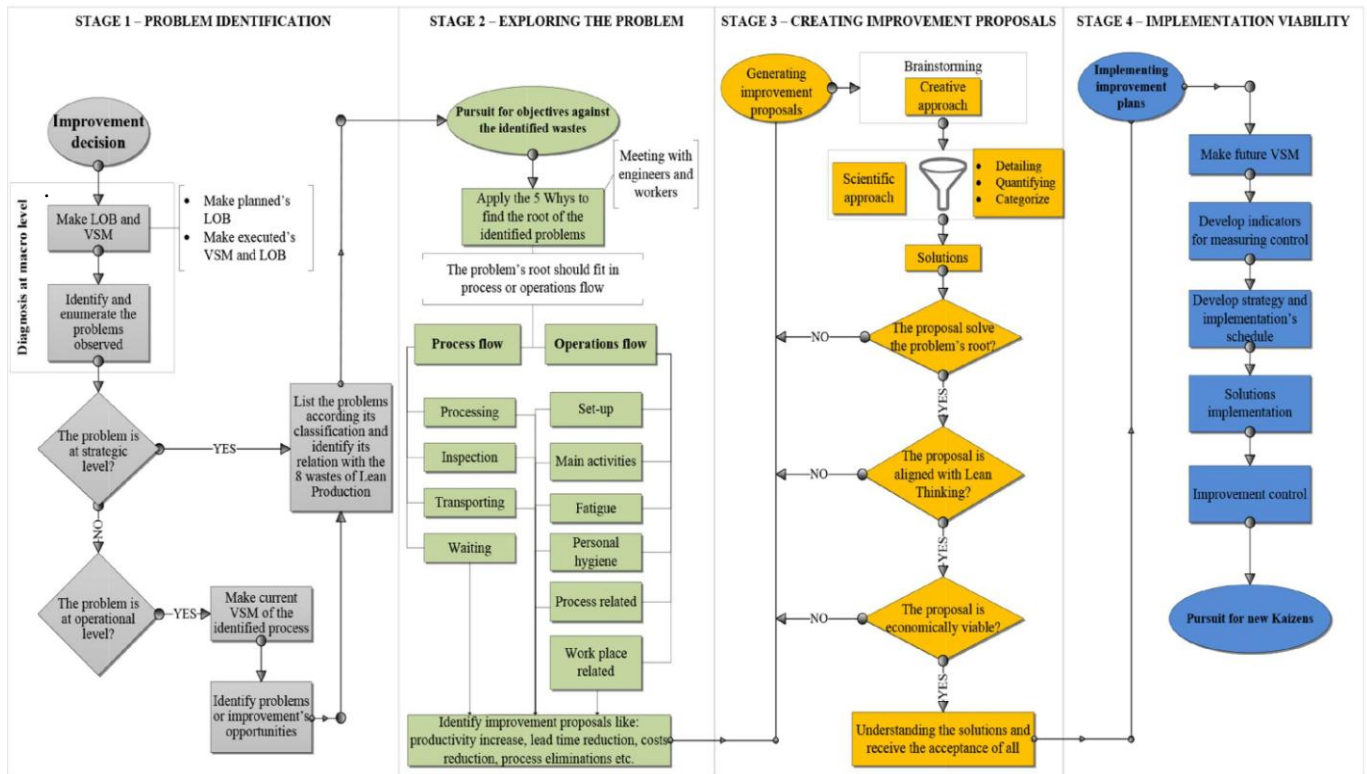 STAGE 1 – PROBLEM IDENTIFICATION
Improvement
decision
Diagnosis at macro level
Make LOB and
VSM
• Make planned's
LOB
• Make executed's
VSM and LOB
Identify and
enumerate the
problems
observed
The problem is
at strategic
level?
YES
NO
List the problems
according its
classification and
identify its
relation with the
8 wastes of Lean
Production
The problem is
at operational
level?
YES
Make current
VSM of the
identified process
Identify problems
or improvement's
opportunities
STAGE 2 – EXPLORING THE PROBLEM
Pursuit for objectives against
the identified wastes
Meeting with
engineers and
workers
Apply the 5 Whys to
find the root of the
identified problems
The problem's root should fit in
process or operations flow
Process flow
Processing
Inspection
Transporting
Waiting
Operations flow
Set-up
Main activities
Fatigue
Personal
hygiene
Process related
Work place
related
Identify improvement proposals like:
productivity increase, lead time reduction, costs
reduction, process eliminations etc.
STAGE 3 – CREATING IMPROVEMENT PROPOSALS
Generating
improvement
proposals
Brainstorming
Creative
approach
Scientific
approach
• Detailing
• Quantifying
• Categorize
Solutions
The proposal solve
the problem's root?
NO
YES
The proposal is
aligned with Lean
Thinking?
NO
YES
The proposal is
economically viable?
NO
YES
Understanding the solutions and
receive the acceptance of all
STAGE 4 – IMPLEMENTATION VIABILITY
Implementing
improvement
plans
Make future VSM
Develop indicators
for measuring control
Develop strategy and
implementation's
schedule
Solutions
implementation
Improvement control
Pursuit for new Kaizens